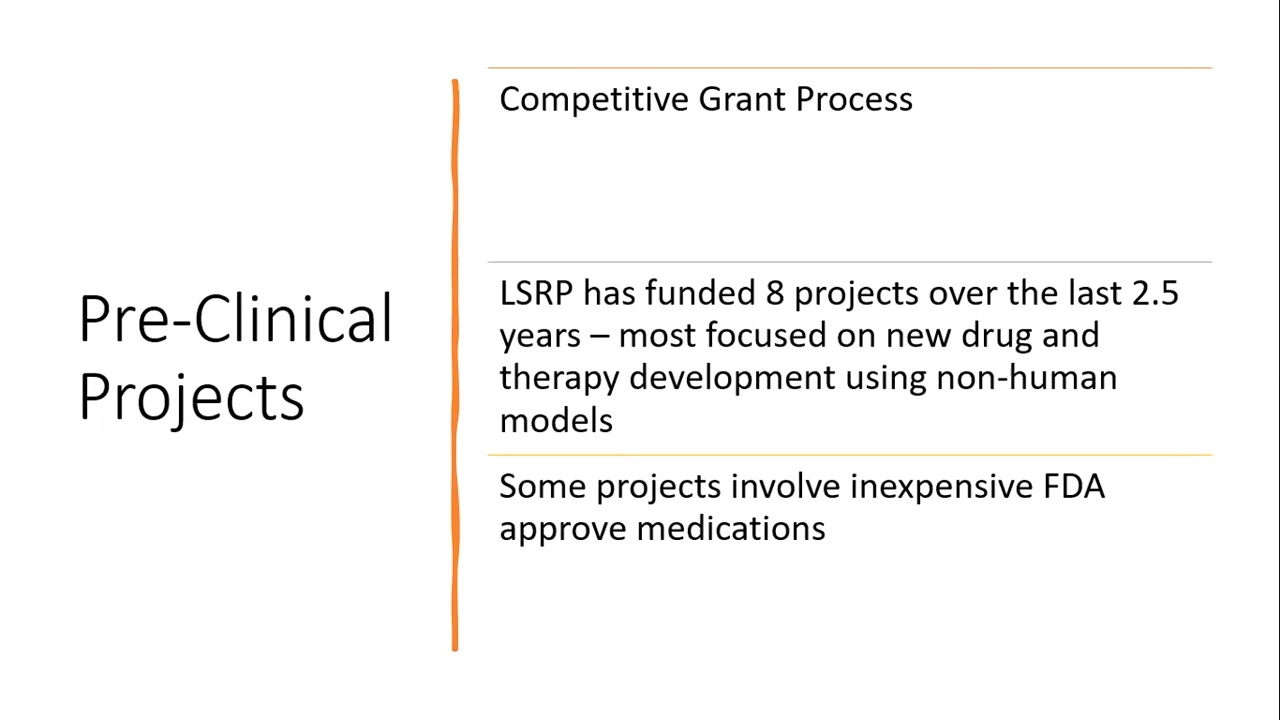 Pre-Clinical
Projects
Competitive Grant Process
LSRP has funded 8 projects over the last 2.5
years – most focused on new drug and
therapy development using non-human
models
Some projects involve inexpensive FDA
approve medications